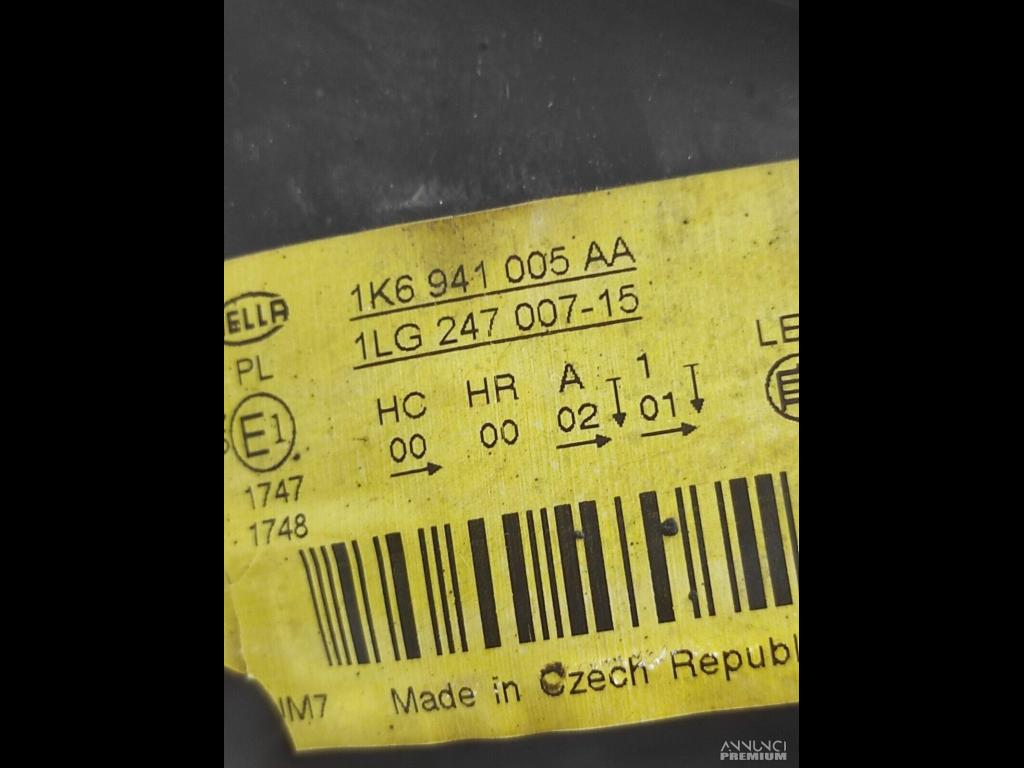 1K6 941 005 AA
ELLA
1LG 247 007-15
LE
PL
HC HR A 1
00 00 02 01
E1
1747
1748
Made in Czech Republ
ANNUNCI
PREMIUM